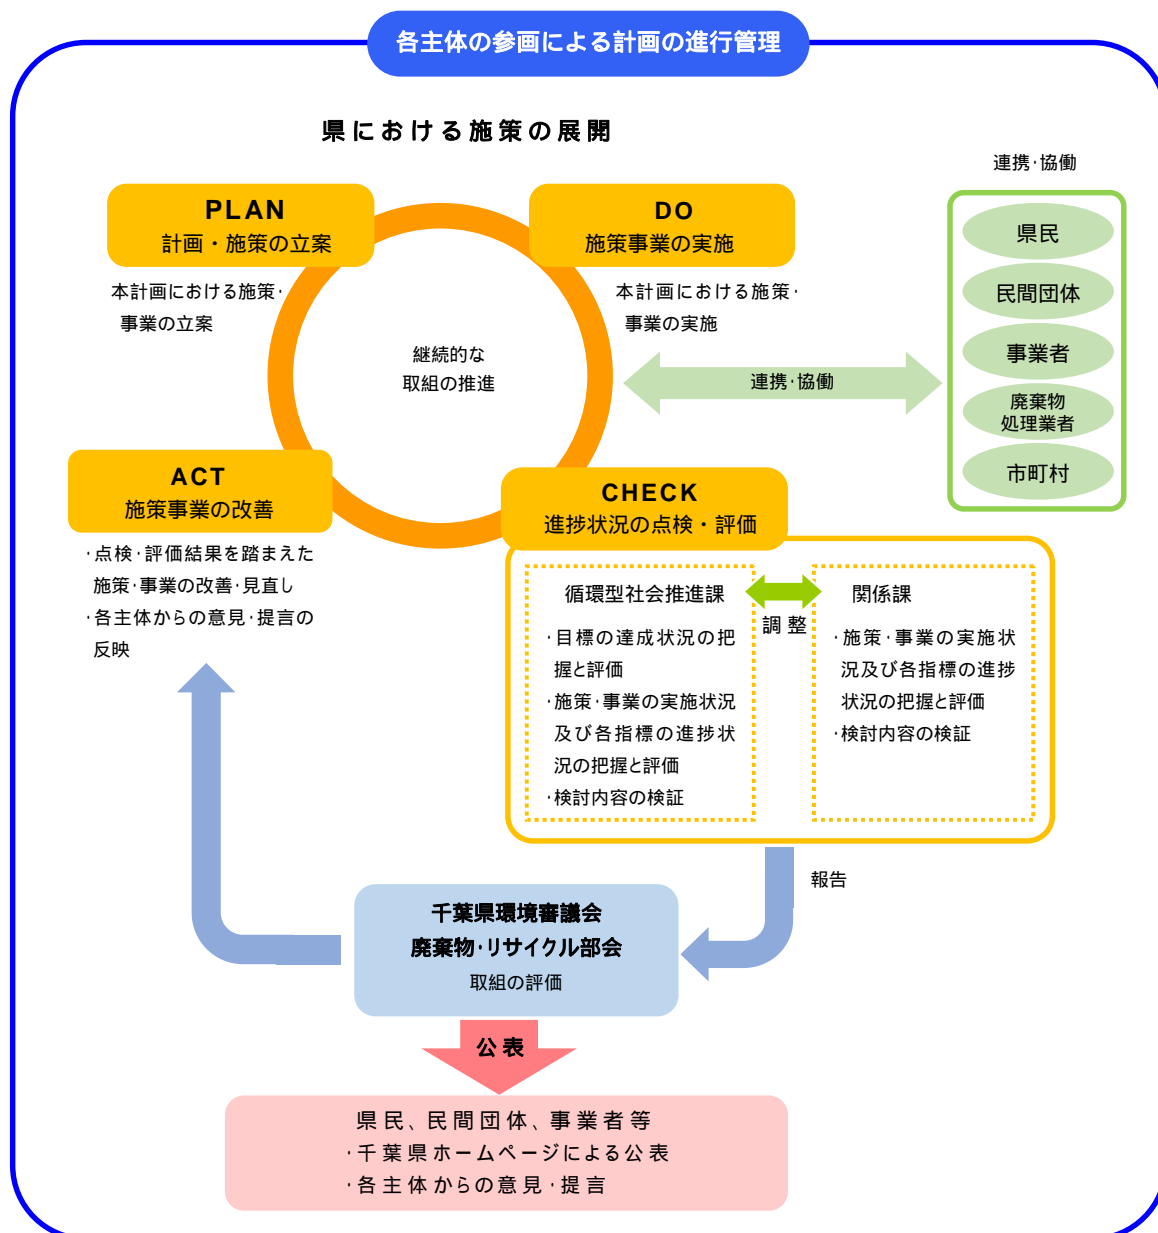 各主体の参画による計画の進行管理
県における施策の展開
PLAN
計画・施策の立案
本計画における施策・
事業の立案
DO
施策事業の実施
本計画における施策・
事業の実施
継続的な
取組の推進
連携・協働
連携・協働
県民
民間団体
事業者
廃棄物
処理業者
市町村
ACT
施策事業の改善
・点検・評価結果を踏まえた
施策・事業の改善・見直し
・各主体からの意見・提言の
反映
CHECK
進捗状況の点検・評価
循環型社会推進課
・目標の達成状況の把
握と評価
・施策・事業の実施状況
及び各指標の進捗状
況の把握と評価
・検討内容の検証
調整
関係課
・施策・事業の実施状
況及び各指標の進捗
状況の把握と評価
・検討内容の検証
報告
千葉県環境審議会
廃棄物・リサイクル部会
取組の評価
公表
県民、民間団体、事業者等
・千葉県ホームページによる公表
・各主体からの意見・提言